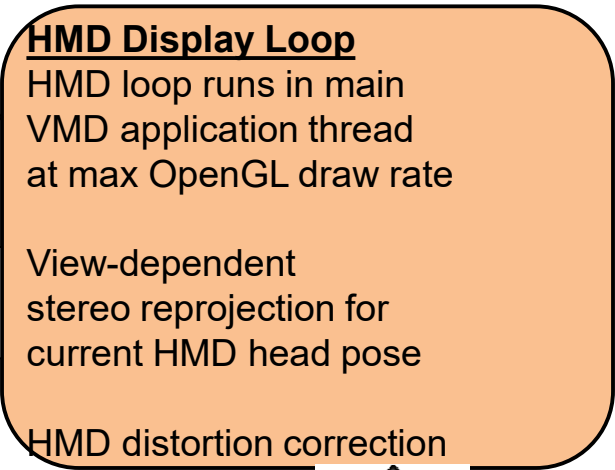 HMD Display Loop
HMD loop runs in main
VMD application thread
at max OpenGL draw rate
View-dependent
stereo reprojection for
current HMD head pose
HMD distortion correction